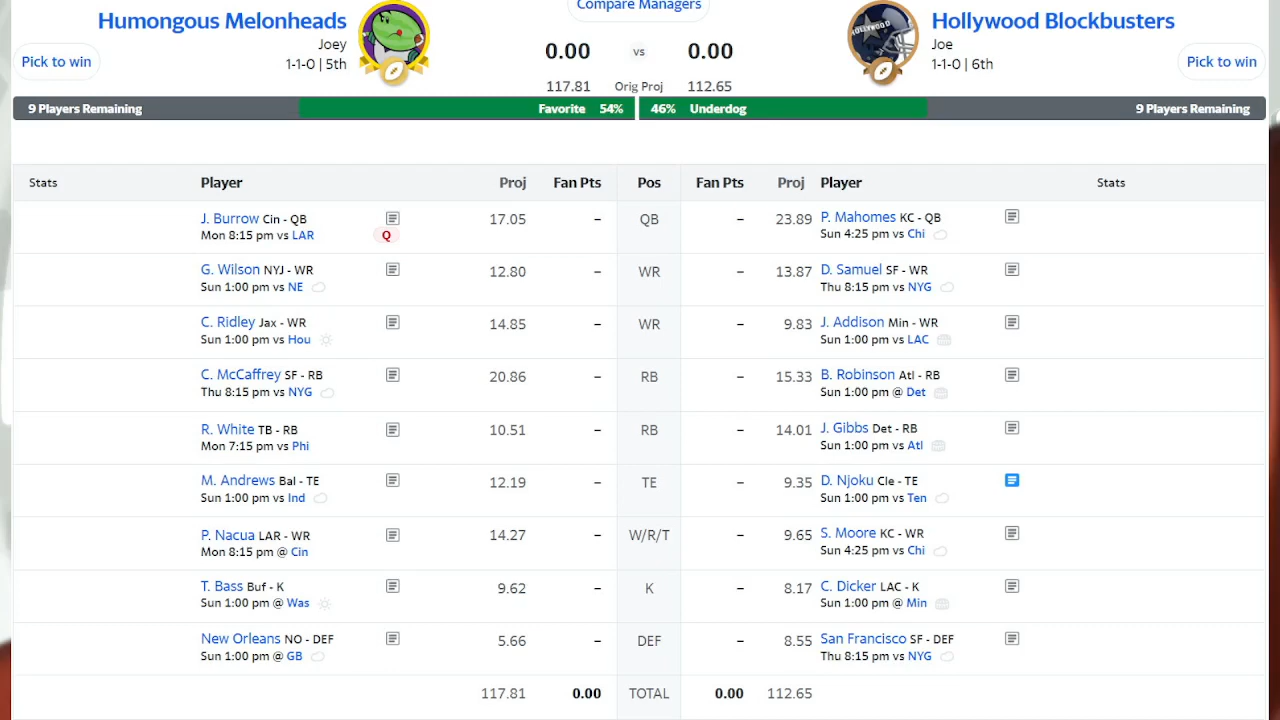 Compare Managers
Humongous Melonheads
Joey
1-1-0 | 5th
Pick to win
0.00 vs 0.00
117.81 Orig Proj 112.65
HOLLYWOOD
Hollywood Blockbusters
Joe
1-1-0 | 6th
Pick to win
9 Players Remaining Favorite 54% 46% Underdog 9 Players Remaining
Stats Player Proj Fan Pts Pos Fan Pts Proj Player Stats
J. Burrow Cin - QB 17.05 – QB – 23.89 P. Mahomes KC - QB
Mon 8:15 pm vs LAR Q Sun 4:25 pm vs Chi
G. Wilson NYJ - WR 12.80 – WR – 13.87 D. Samuel SF - WR
Sun 1:00 pm vs NE Thu 8:15 pm vs NYG
C. Ridley Jax - WR 14.85 – WR – 9.83 J. Addison Min - WR
Sun 1:00 pm vs Hou Sun 1:00 pm vs LAC
C. McCaffrey SF - RB 20.86 – RB – 15.33 B. Robinson Atl - RB
Thu 8:15 pm vs NYG Sun 1:00 pm @ Det
R. White TB - RB 10.51 – RB – 14.01 J. Gibbs Det - RB
Mon 7:15 pm vs Phi Sun 1:00 pm vs Atl
M. Andrews Bal - TE 12.19 – TE – 9.35 D. Njoku Cle - TE
Sun 1:00 pm vs Ind Sun 1:00 pm vs Ten
P. Nacua LAR - WR 14.27 – W/R/T – 9.65 S. Moore KC - WR
Mon 8:15 pm @ Cin Sun 4:25 pm vs Chi
T. Bass Buf - K 9.62 – K – 8.17 C. Dicker LAC - K
Sun 1:00 pm @ Was Sun 1:00 pm @ Min
New Orleans NO - DEF 5.66 – DEF – 8.55 San Francisco SF - DEF
Sun 1:00 pm @ GB Thu 8:15 pm vs NYG
117.81 0.00 TOTAL 0.00 112.65